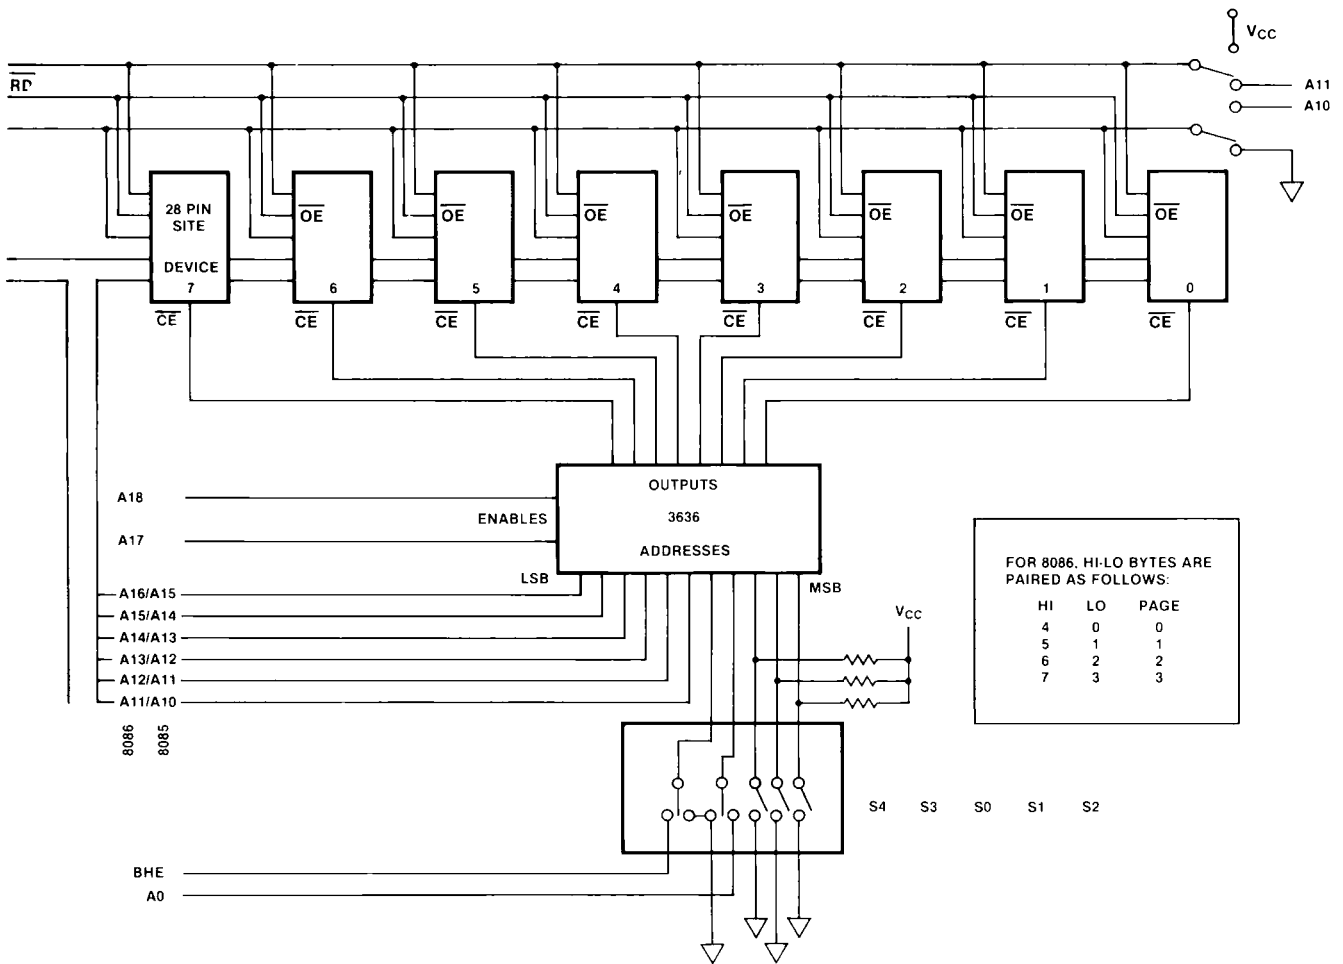 VCC
RD
A11
A10
28 PIN
SITE
DEVICE
7
OE
6
OE
5
OE
4
OE
3
OE
2
OE
1
OE
0
CE
CE
CE
CE
CE
CE
CE
CE
OUTPUTS
3636
ADDRESSES
A18
ENABLES
A17
LSB
MSB
A16/A15
A15/A14
A14/A13
A13/A12
A12/A11
A11/A10
8086
8085
VCC
FOR 8086, HI-LO BYTES ARE
PAIRED AS FOLLOWS:
HI LO PAGE
4 0 0
5 1 1
6 2 2
7 3 3
S4 S3 S0 S1 S2
BHE
A0